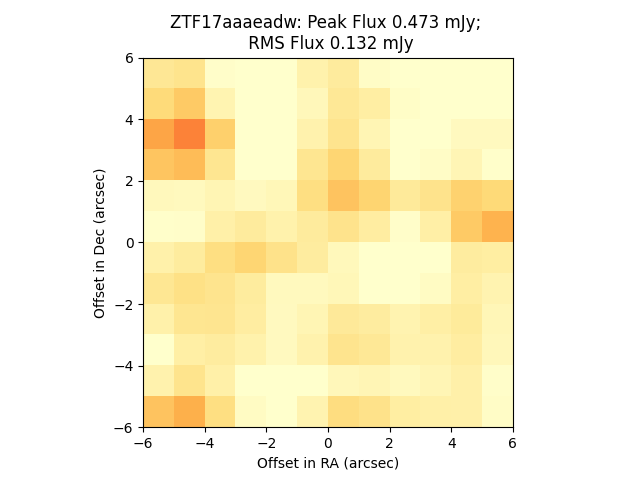 ZTF17aaaeadw: Peak Flux 0.473 mJy;
RMS Flux 0.132 mJy
6
4
2
0
−2
−4
−6
Offset in Dec (arcsec)
−6 −4 −2 0 2 4 6
Offset in RA (arcsec)